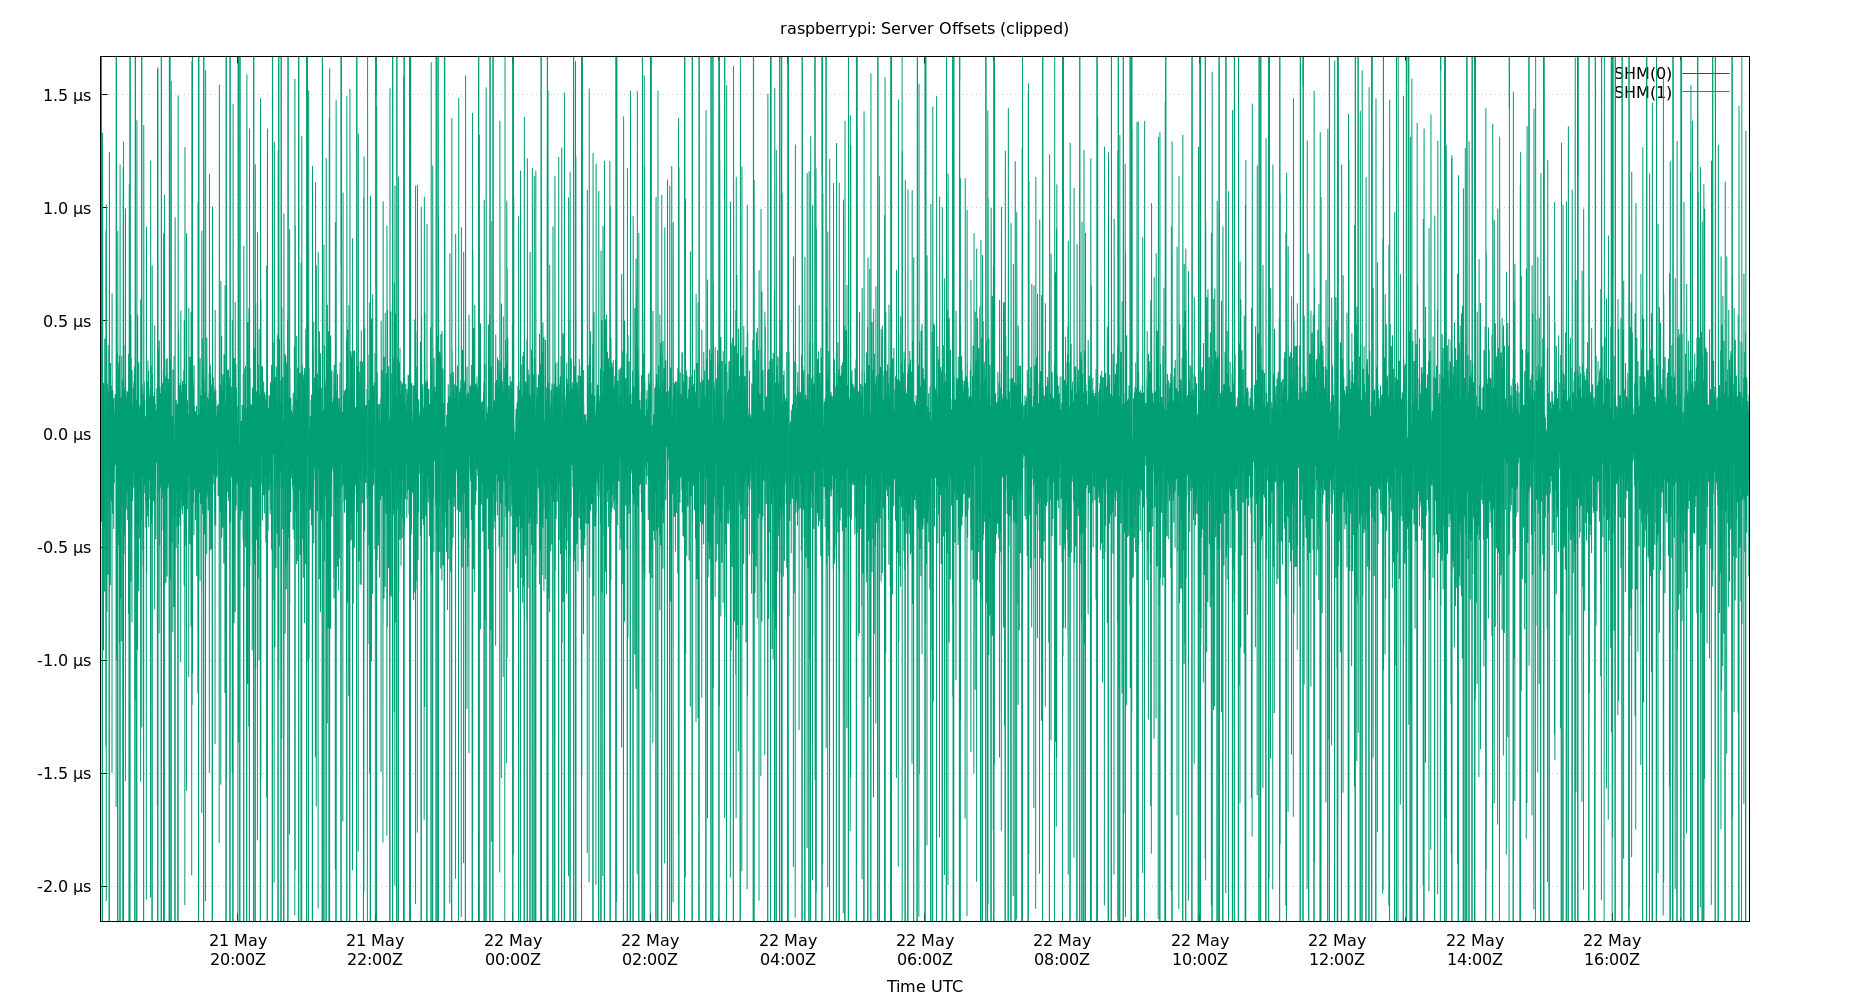 raspberrypi: Server Offsets (clipped)
SHM(0)
SHM(1)
1.5 µs
1.0 µs
0.5 µs
0.0 µs
-0.5 µs
-1.0 µs
-1.5 µs
-2.0 µs
21 May 21 May 22 May 22 May 22 May 22 May 22 May 22 May 22 May 22 May 22 May
20:00Z 22:00Z 00:00Z 02:00Z 04:00Z 06:00Z 08:00Z 10:00Z 12:00Z 14:00Z 16:00Z
Time UTC